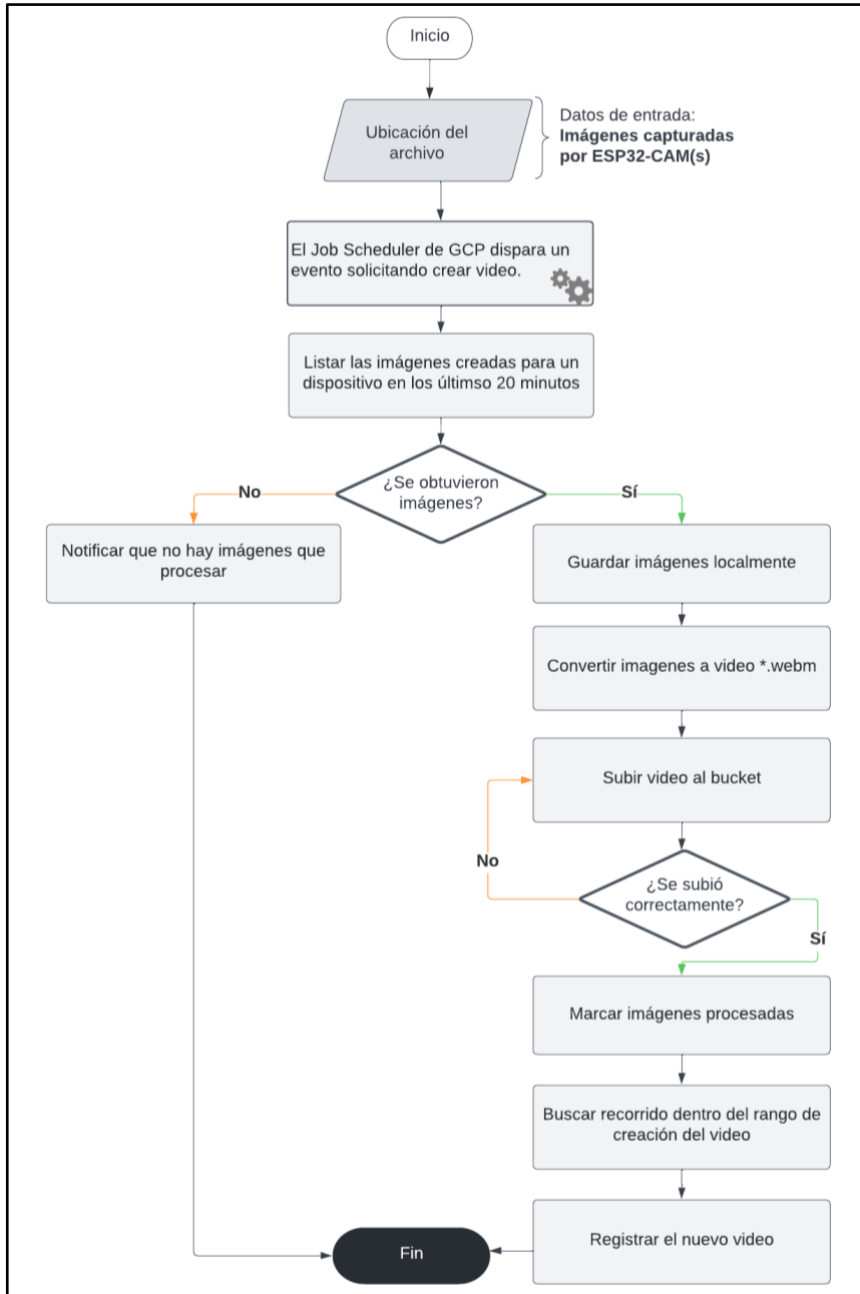 Inicio
Ubicación del
archivo
Datos de entrada:
Imágenes capturadas
por ESP32-CAM(s)
El Job Scheduler de GCP dispara un
evento solicitando crear video.
Listar las imágenes creadas para un
dispositivo en los últimso 20 minutos
¿Se obtuvieron
imágenes?
No
Sí
Notificar que no hay imágenes que
procesar
Guardar imágenes localmente
Convertir imagenes a video *.webm
Subir video al bucket
No
¿Se subió
correctamente?
Sí
Marcar imágenes procesadas
Buscar recorrido dentro del rango de
creación del video
Registrar el nuevo video
Fin